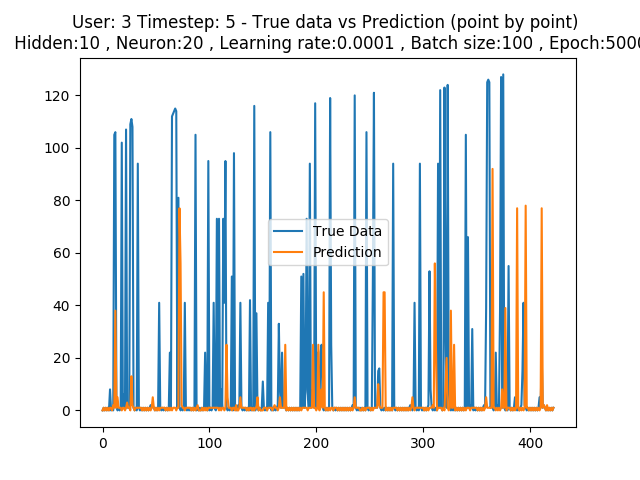 User: 3 Timestep: 5 - True data vs Prediction (point by point)
Hidden:10 , Neuron:20 , Learning rate:0.0001 , Batch size:100 , Epoch:5000
120
100
80
60
40
20
0
True Data
Prediction
0 100 200 300 400